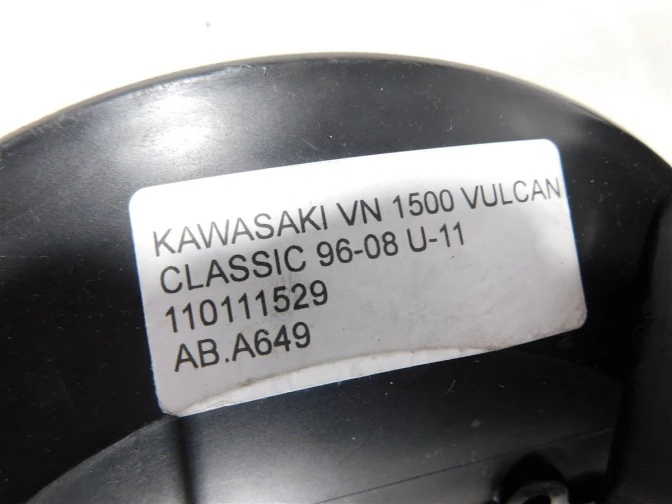 KAWASAKI VN 1500 VULCAN
CLASSIC 96-08 U-11
110111529
AB.A649